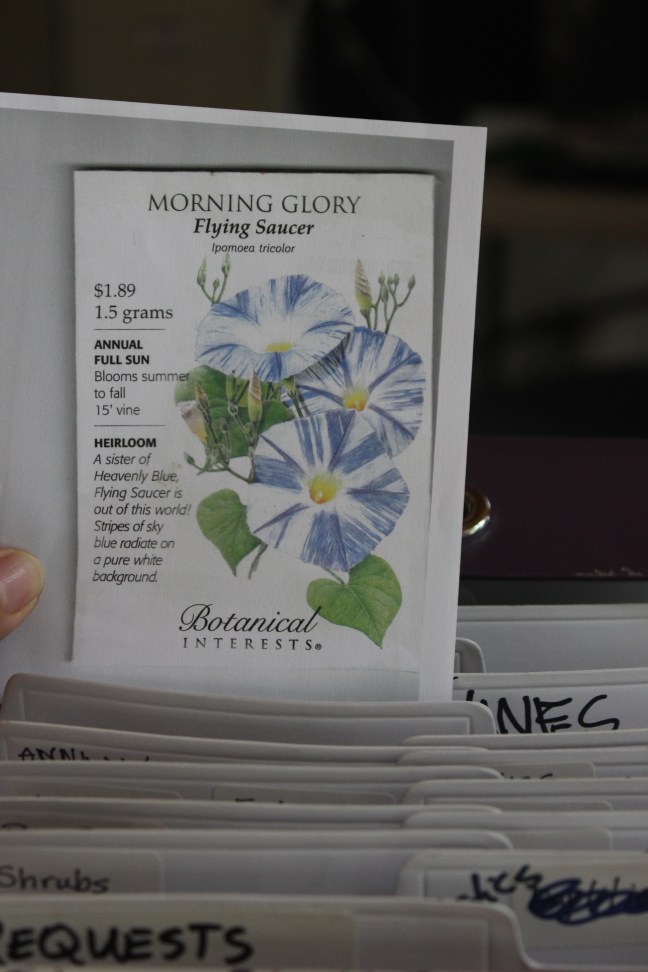 MORNING GLORY
Flying Saucer
Ipomoea tricolor
$1.89
1.5 grams
ANNUAL
FULL SUN
Blooms summer
to fall
15' vine
HEIRLOOM
A sister of
Heavenly Blue,
Flying Saucer is
out of this world!
Stripes of sky
blue radiate on
a pure white
background.
Botanical
INTERESTS®
INES
Shrubs
EQUESTS